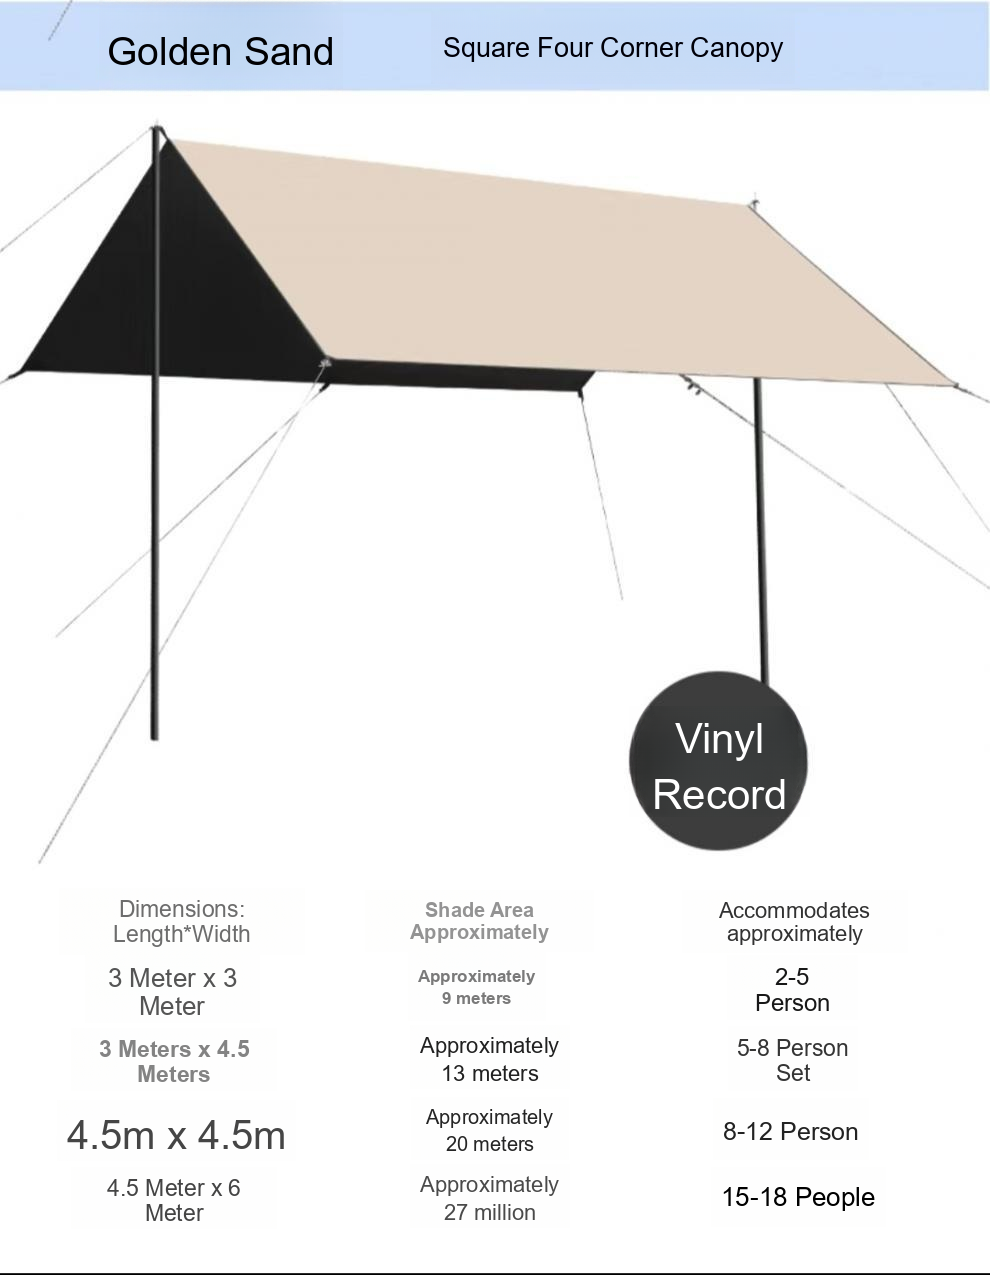 Golden Sand
Square Four Corner Canopy
Vinyl
Record
Dimensions:
Length*Width
Shade Area
Approximately
Accommodates
approximately
3 Meter x 3
Meter
Approximately
9 meters
2-5
Person
3 Meters x 4.5
Meters
Approximately
13 meters
5-8 Person
Set
4.5m x 4.5m
Approximately
20 meters
8-12 Person
4.5 Meter x 6
Meter
Approximately
27 million
15-18 People